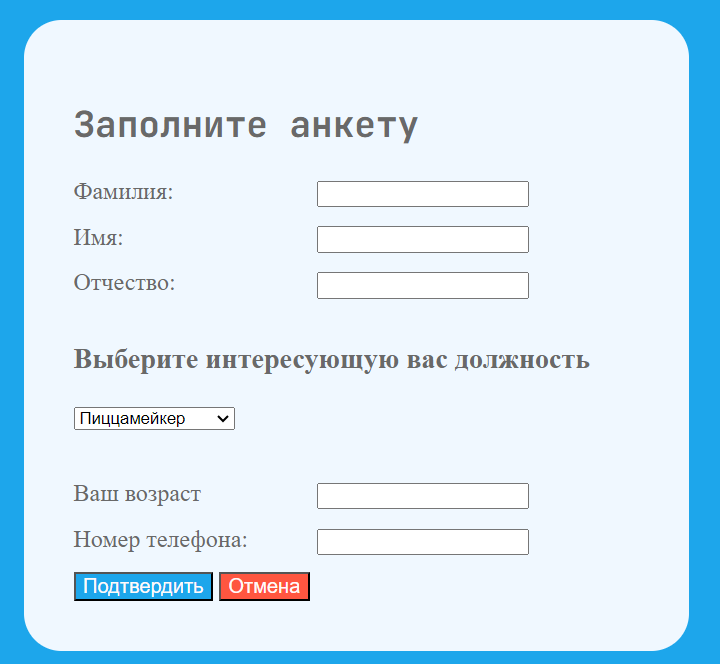 Заполните анкету
Фамилия:
Имя:
Отчество:
Выберите интересующую вас должность
Пиццамейкер
Ваш возраст
Номер телефона:
Подтвердить Отмена